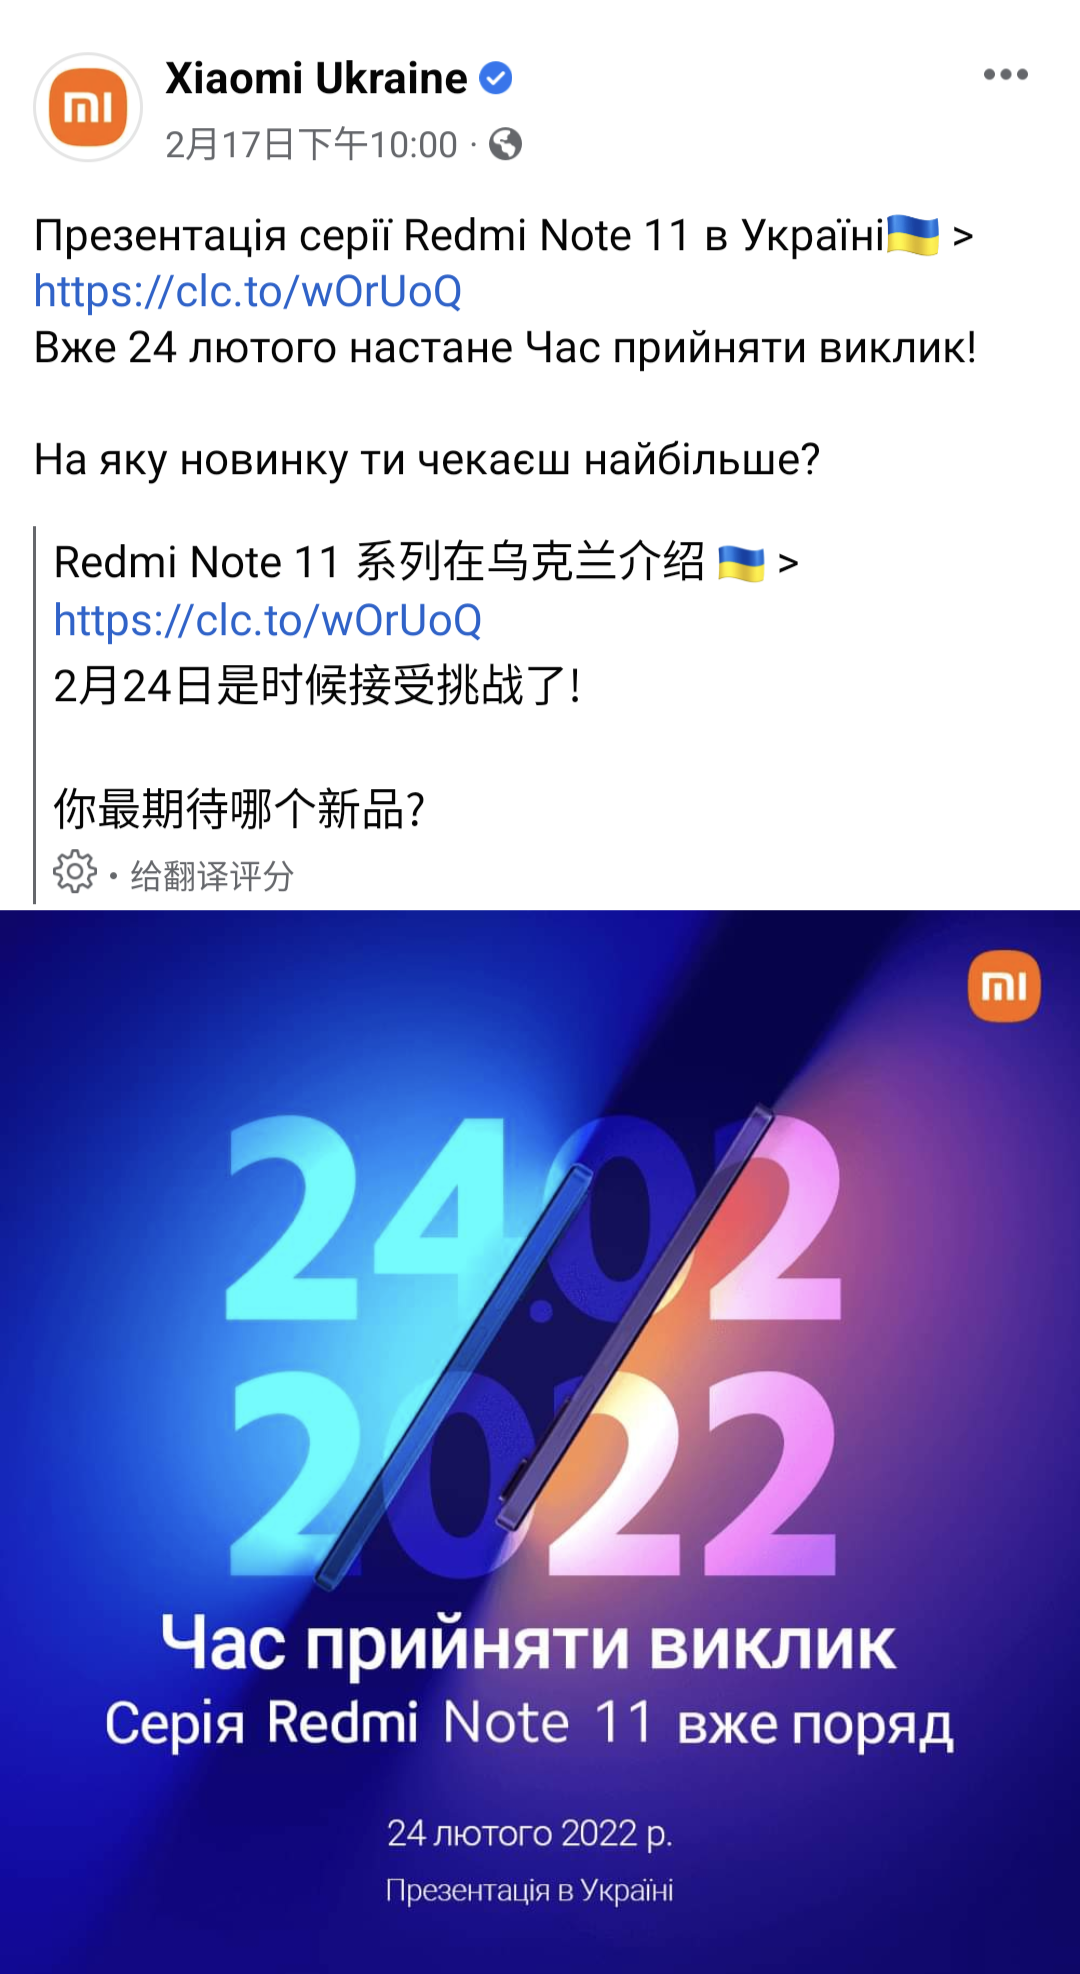 Xiaomi Ukraine
2月17日下午10:00 ·
Презентація серії Redmi Note 11 в Україні🇺🇦 >
https://clc.to/wOrUoQ
Вже 24 лютого настане Час прийняти виклик!
На яку новинку ти чекаєш найбільше?
Redmi Note 11 系列在乌克兰介绍 🇺🇦 >
https://clc.to/wOrUoQ
2月24日是时候接受挑战了!
你最期待哪个新品?
· 给翻译评分
24.02
2022
Час прийняти виклик
Серія Redmi Note 11 вже поряд
24 лютого 2022 р.
Презентація в Україні